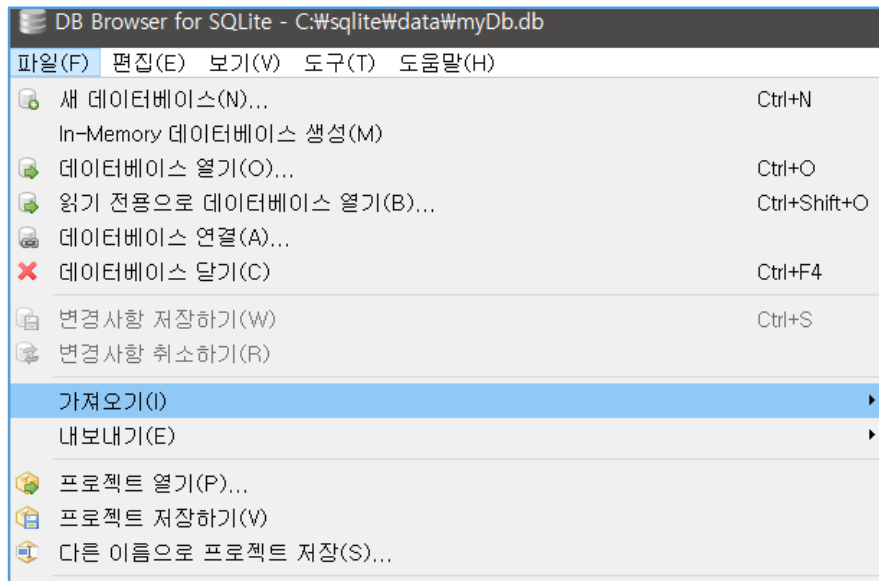 DB Browser for SQLite - C:₩sqlite₩data₩myDb.db
파일(F) 편집(E) 보기(V) 도구(T) 도움말(H)
새 데이터베이스(N)... Ctrl+N
In-Memory 데이터베이스 생성(M)
데이터베이스 열기(O)... Ctrl+O
읽기 전용으로 데이터베이스 열기(B)... Ctrl+Shift+O
데이터베이스 연결(A)...
데이터베이스 닫기(C) Ctrl+F4
변경사항 저장하기(W) Ctrl+S
변경사항 취소하기(R)
가져오기(I)
내보내기(E)
프로젝트 열기(P)...
프로젝트 저장하기(V)
다른 이름으로 프로젝트 저장(S)...